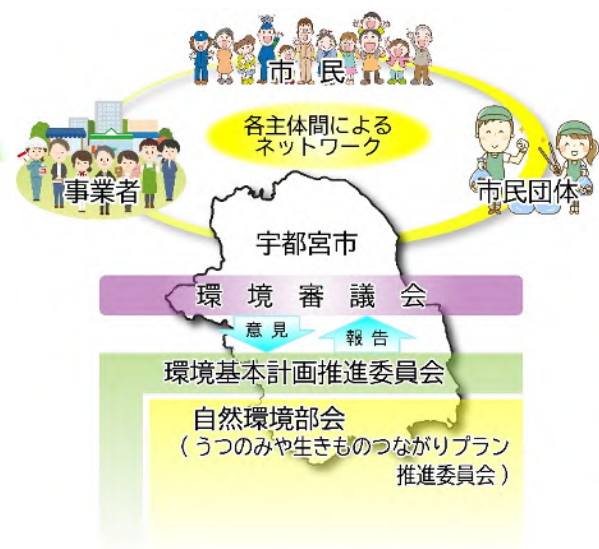 市民
各主体間による
ネットワーク
事業者
市民団体
宇都宮市
環境審議会
意見
報告
環境基本計画推進委員会
自然環境部会
(うつのみや生きものつながりプラン
推進委員会)